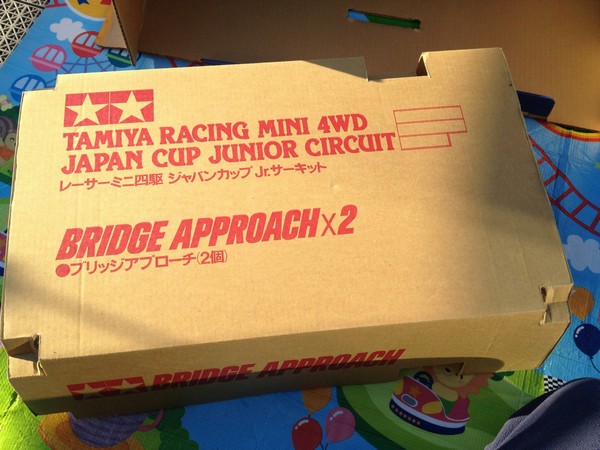 TAMIYA RACING MINI 4WD
JAPAN CUP JUNIOR CIRCUIT
レーサーミニ四駆 ジャパンカップ Jr.サーキット
BRIDGE APPROACH×2
●ブリッジアプローチ(2個)
BRIDGE APPROACH